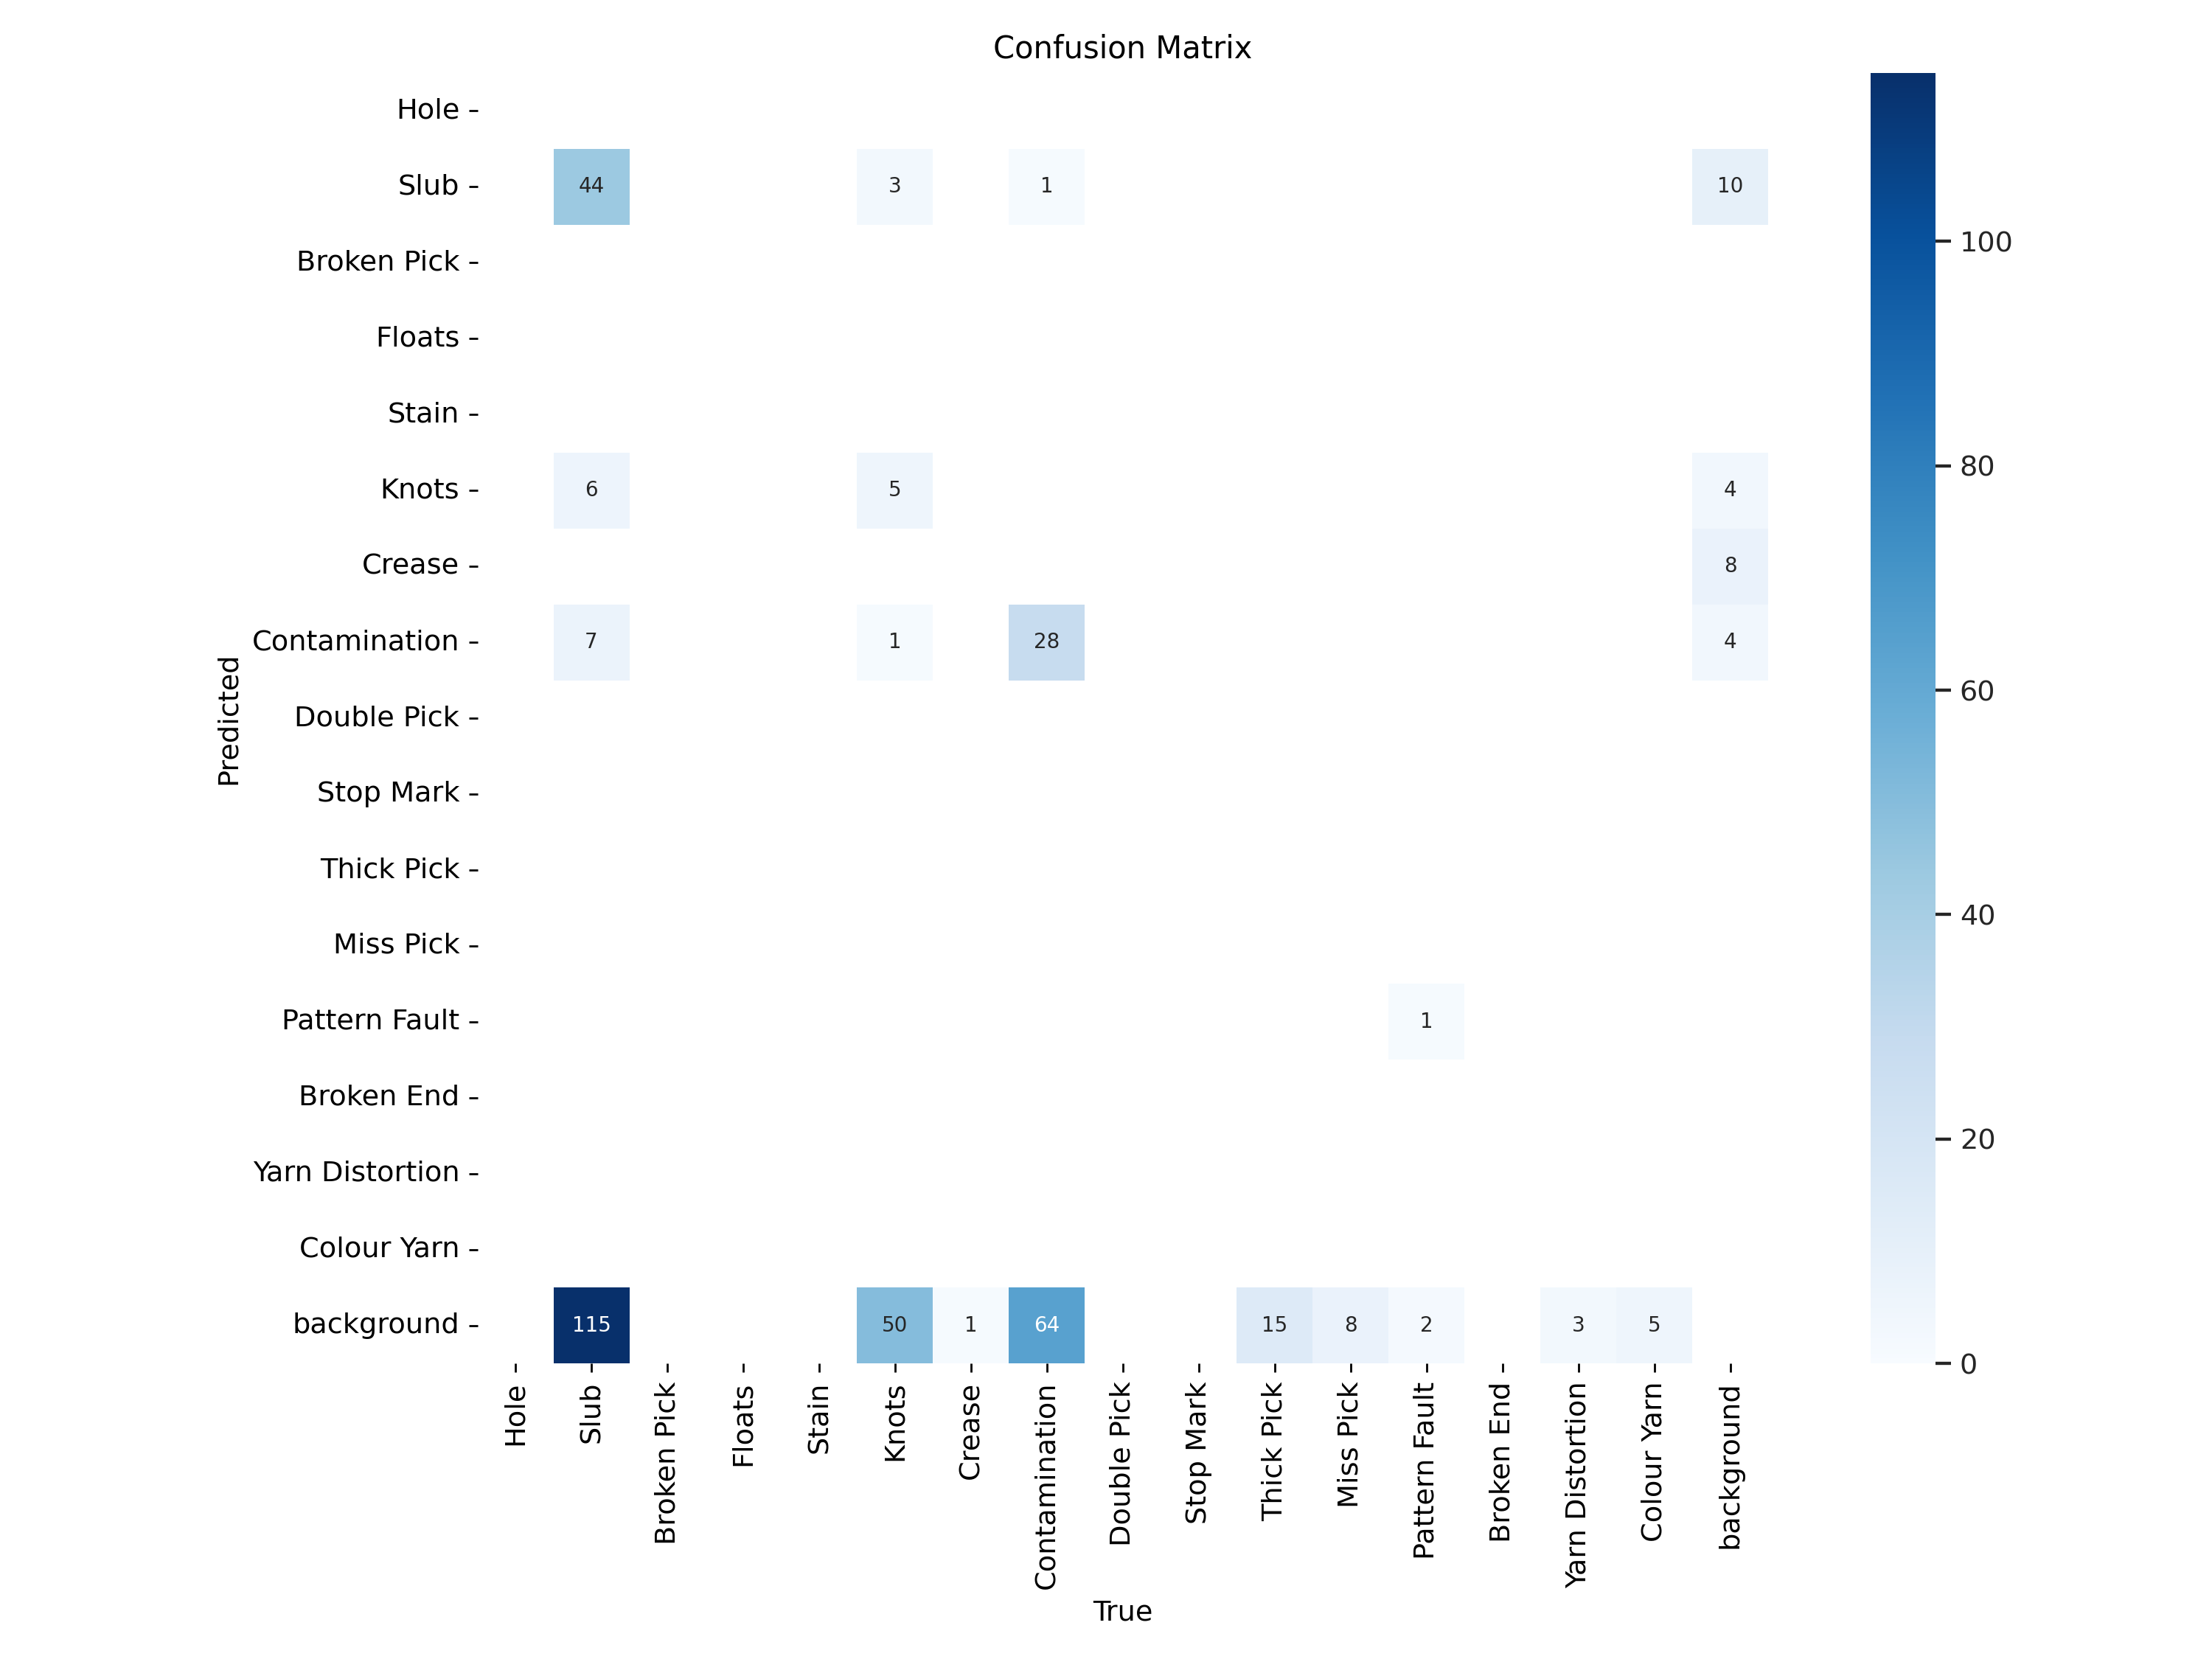 Confusion Matrix
Hole
Slub 44 3 1 10
Broken Pick
Floats
Stain
Knots 6 5 4
Crease 8
Contamination 7 1 28 4
Double Pick
Stop Mark
Thick Pick
Miss Pick
Pattern Fault 1
Broken End
Yarn Distortion
Colour Yarn
background 115 50 1 64 15 8 2 3 5
Predicted
Hole
Slub
Broken Pick
Floats
Stain
Knots
Crease
Contamination
Double Pick
Stop Mark
Thick Pick
Miss Pick
Pattern Fault
Broken End
Yarn Distortion
Colour Yarn
background
True
100
80
60
40
20
0